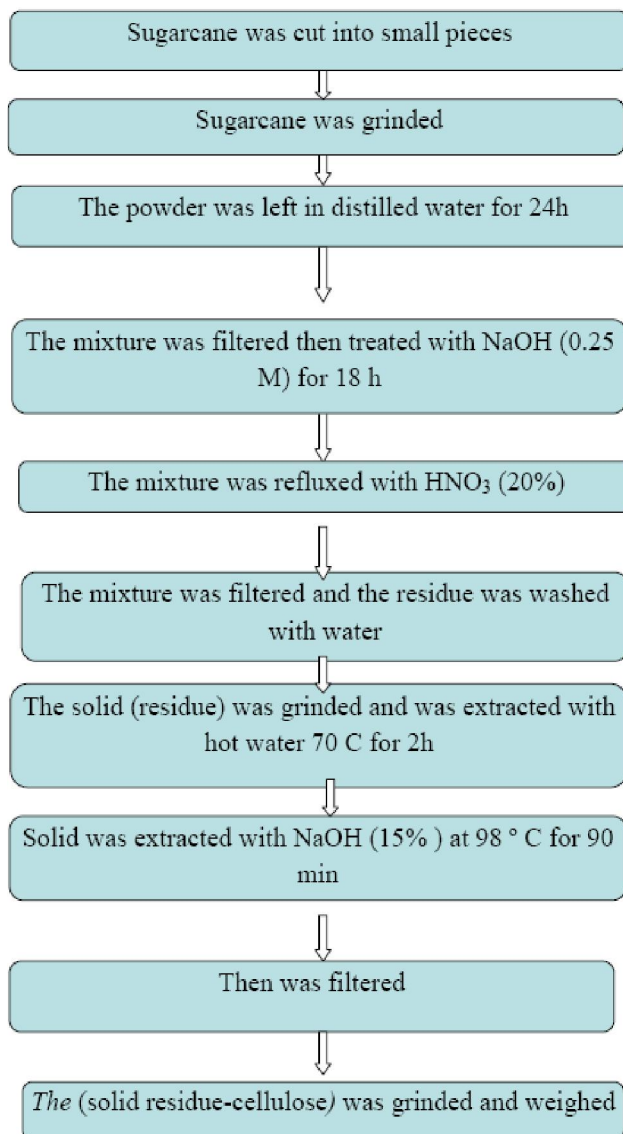 Sugarcane was cut into small pieces
Sugarcane was grinded
The powder was left in distilled water for 24h
The mixture was filtered then treated with NaOH (0.25
M) for 18 h
The mixture was refluxed with HNO₃ (20%)
The mixture was filtered and the residue was washed
with water
The solid (residue) was grinded and was extracted with
hot water 70 C for 2h
Solid was extracted with NaOH (15% ) at 98 ° C for 90
min
Then was filtered
The (solid residue-cellulose) was grinded and weighed